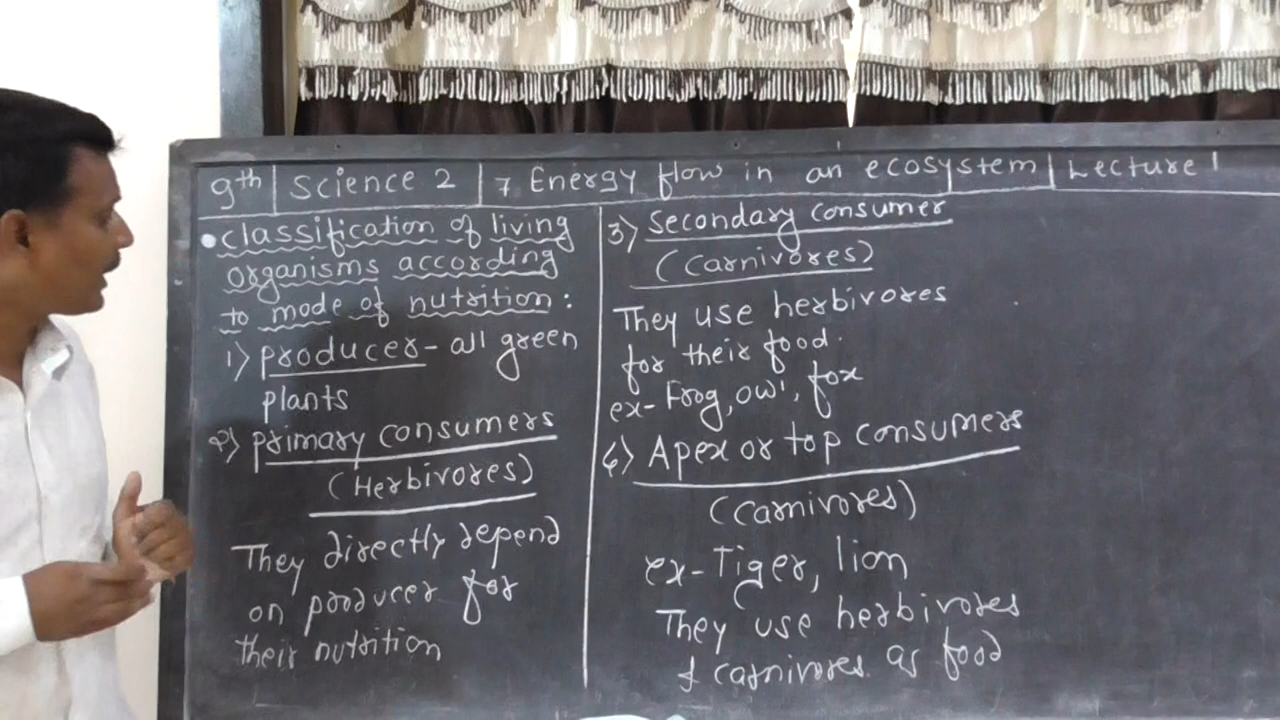 9th | Science 2 | 7 Energy flow in an ecosystem | Lecture 1
• classification of living
organisms according
to mode of nutrition :
1) producer - all green
plants
2) primary consumers
(Herbivores)
They directly depend
on producer for
their nutrition
3) Secondary consumer
(carnivores)
They use herbivores
for their food.
ex- Frog, owl, fox
4) Apex or top consumers
(carnivores)
ex- Tiger, lion
They use herbivores
& carnivores as food